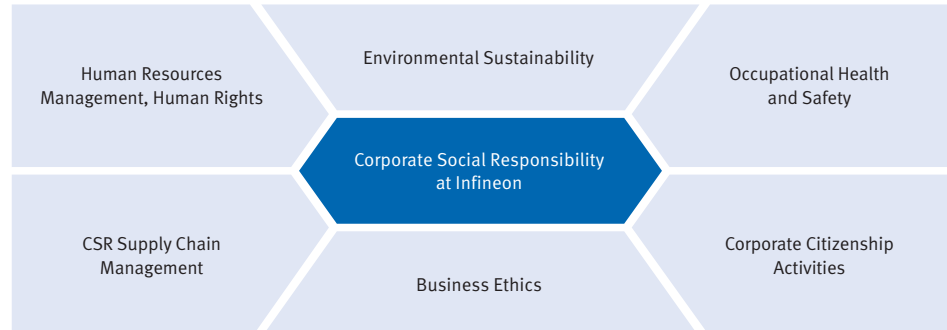 Human Resources
Management, Human Rights
Environmental Sustainability
Occupational Health
and Safety
Corporate Social Responsibility
at Infineon
CSR Supply Chain
Management
Business Ethics
Corporate Citizenship
Activities